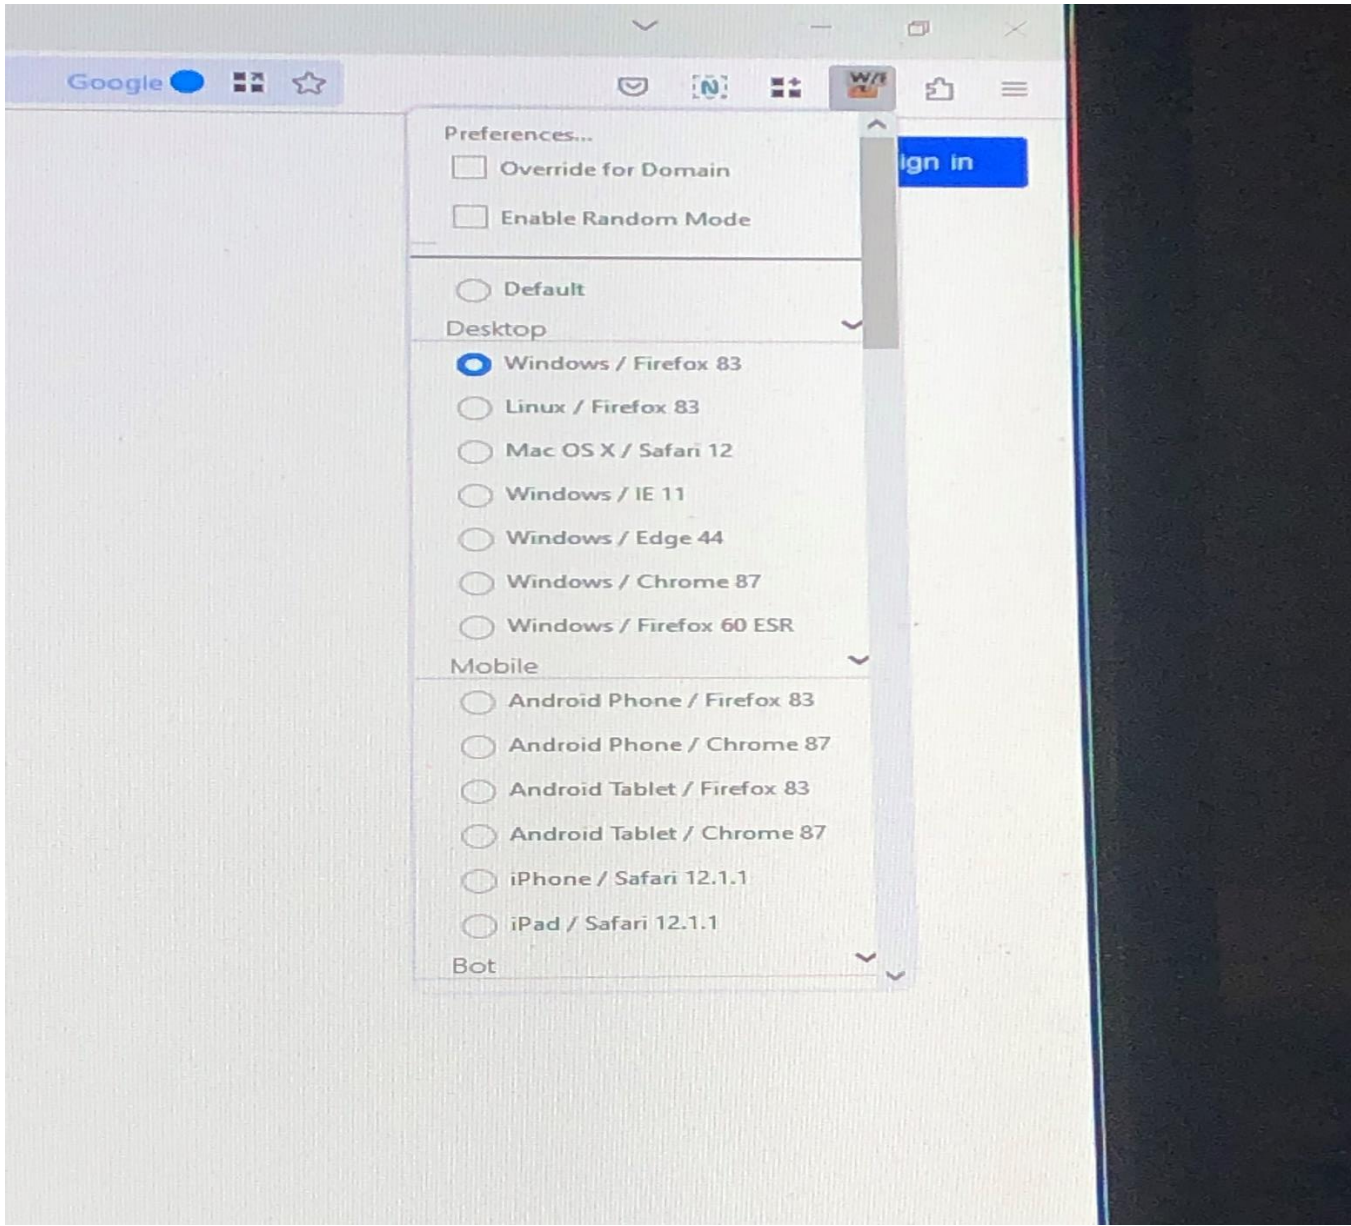 Google
ign in
Preferences...
Override for Domain
Enable Random Mode
Default
Desktop
Windows / Firefox 83
Linux / Firefox 83
Mac OS X / Safari 12
Windows / IE 11
Windows / Edge 44
Windows / Chrome 87
Windows / Firefox 60 ESR
Mobile
Android Phone / Firefox 83
Android Phone / Chrome 87
Android Tablet / Firefox 83
Android Tablet / Chrome 87
iPhone / Safari 12.1.1
iPad / Safari 12.1.1
Bot